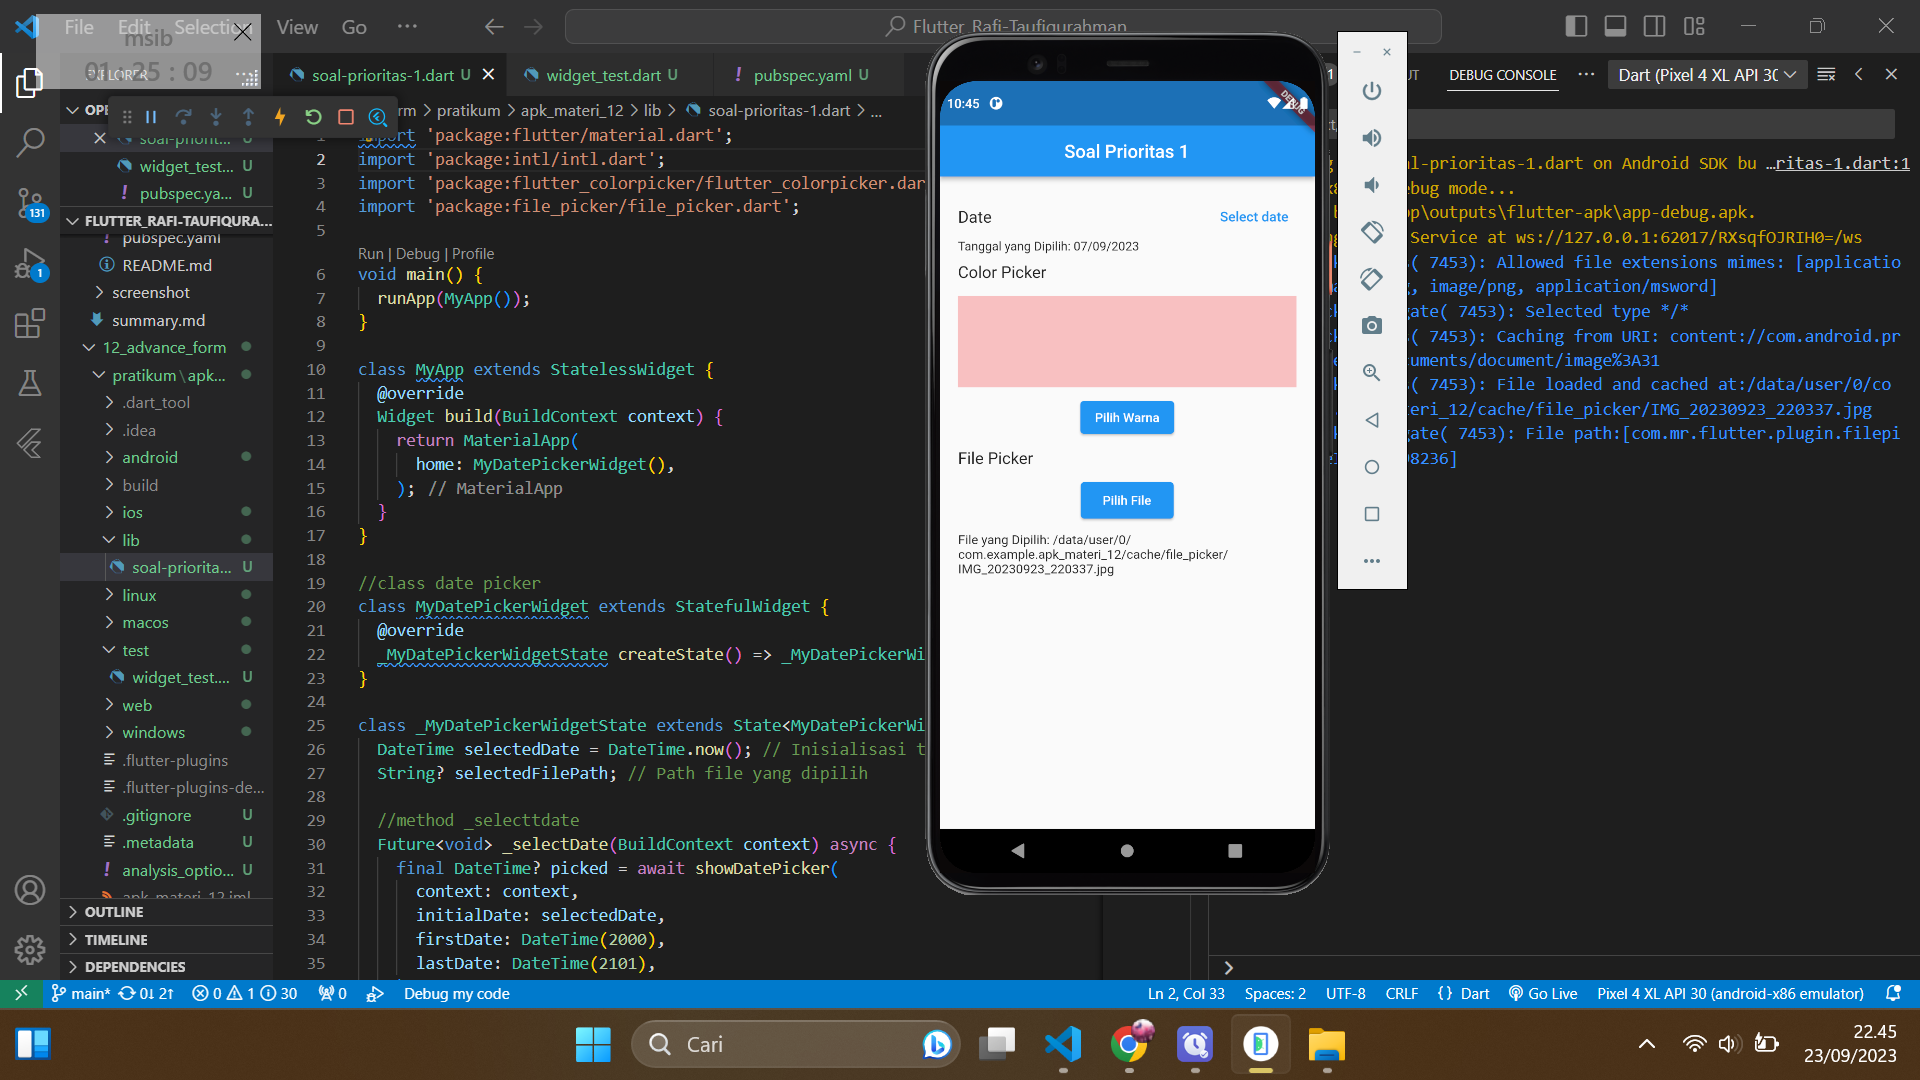 File Edit Selection View Go ···
Flutter_Rafi-Taufiqurahman
msib
01 : 25 : 09
EXPLORER
soal-prioritas-1.dart U
widget_test.dart U
pubspec.yaml U
DEBUG CONSOLE
Dart (Pixel 4 XL API 30
rm > pratikum > apk_materi_12 > lib > soal-prioritas-1.dart > ...
widget_test... U
pubspec.ya... U
FLUTTER_RAFI-TAUFIQURA...
pubspec.yaml
README.md
screenshot
summary.md
12_advance_form
pratikum\apk...
.dart_tool
.idea
android
build
ios
lib
soal-priorita... U
linux
macos
test
widget_test.... U
web
windows
.flutter-plugins
.flutter-plugins-de...
.gitignore U
.metadata U
analysis_optio... U
apk_materi_12.iml
OUTLINE
TIMELINE
DEPENDENCIES
1 import 'package:flutter/material.dart';
2 import 'package:intl/intl.dart';
3 import 'package:flutter_colorpicker/flutter_colorpicker.dar
4 import 'package:file_picker/file_picker.dart';
5
Run | Debug | Profile
6 void main() {
7 runApp(MyApp());
8 }
9
10 class MyApp extends StatelessWidget {
11 @override
12 Widget build(BuildContext context) {
13 return MaterialApp(
14 home: MyDatePickerWidget(),
15 ); // MaterialApp
16 }
17 }
18
19 //class date picker
20 class MyDatePickerWidget extends StatefulWidget {
21 @override
22 _MyDatePickerWidgetState createState() => _MyDatePickerWi
23 }
24
25 class _MyDatePickerWidgetState extends State<MyDatePickerWi
26 DateTime selectedDate = DateTime.now(); // Inisialisasi t
27 String? selectedFilePath; // Path file yang dipilih
28
29 //method _selecttdate
30 Future<void> _selectDate(BuildContext context) async {
31 final DateTime? picked = await showDatePicker(
32 context: context,
33 initialDate: selectedDate,
34 firstDate: DateTime(2000),
35 lastDate: DateTime(2101),
10:45
DEBUG
Soal Prioritas 1
Date
Select date
Tanggal yang Dipilih: 07/09/2023
Color Picker
Pilih Warna
File Picker
Pilih File
File yang Dipilih: /data/user/0/
com.example.apk_materi_12/cache/file_picker/
IMG_20230923_220337.jpg
al-prioritas-1.dart on Android SDK bu …ritas-1.dart:1
ebug mode...
pp\outputs\flutter-apk\app-debug.apk.
Service at ws://127.0.0.1:62017/RXsqfOJRIH0=/ws
( 7453): Allowed file extensions mimes: [applicatio
g, image/png, application/msword]
gate( 7453): Selected type */*
( 7453): Caching from URI: content://com.android.pr
cuments/document/image%3A31
( 7453): File loaded and cached at:/data/user/0/co
eri_12/cache/file_picker/IMG_20230923_220337.jpg
gate( 7453): File path:[com.mr.flutter.plugin.filepi
8236]
main* 0↓ 2↑ 0 1 30 0 Debug my code
Ln 2, Col 33 Spaces: 2 UTF-8 CRLF {} Dart Go Live Pixel 4 XL API 30 (android-x86 emulator)
Cari
22.45
23/09/2023